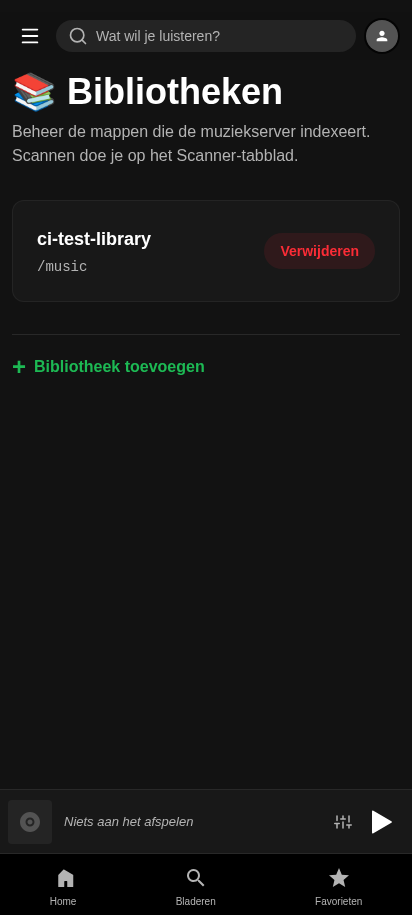 Wat wil je luisteren?
📚 Bibliotheken
Beheer de mappen die de muziekserver indexeert.
Scannen doe je op het Scanner-tabblad.
ci-test-library
/music
Verwijderen
+ Bibliotheek toevoegen
Niets aan het afspelen
Home
Bladeren
Favorieten